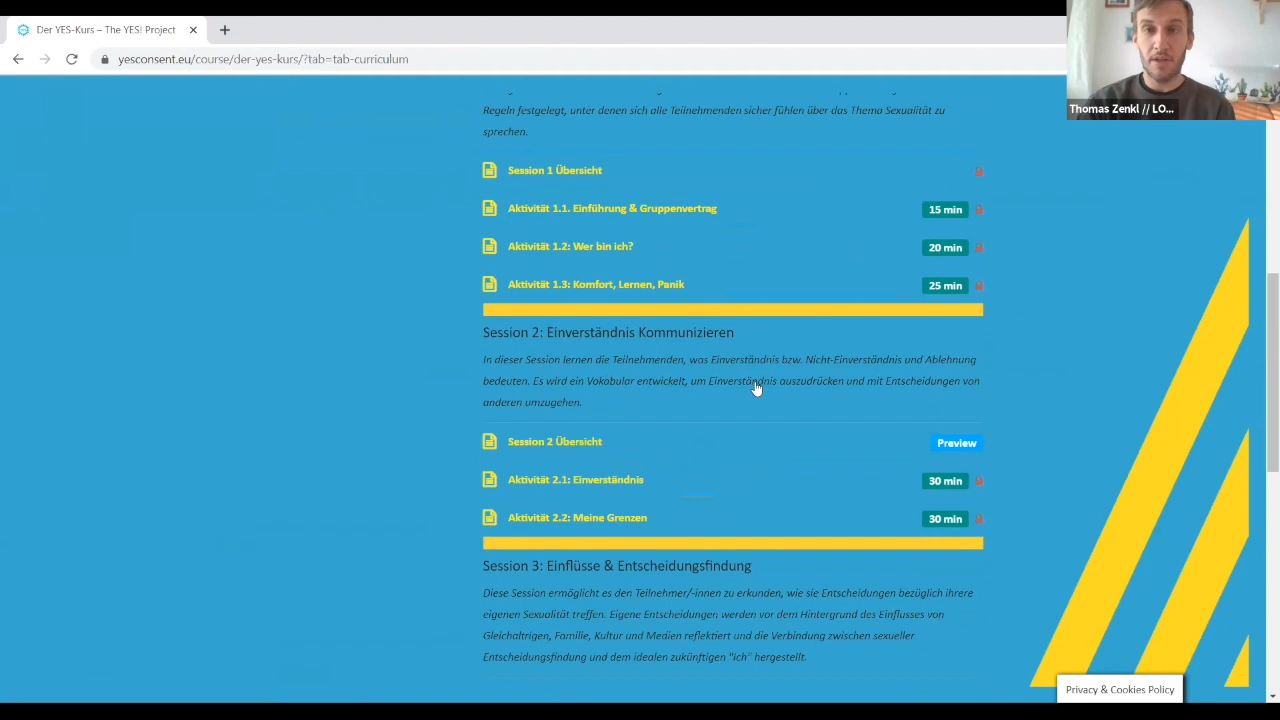 Der YES-Kurs – The YES! Project
yesconsent.eu/course/der-yes-kurs/?tab=tab-curriculum
Thomas Zenkl // LO...
Regeln festgelegt, unter denen sich alle Teilnehmenden sicher fühlen über das Thema Sexualität zu
sprechen.
Session 1 Übersicht
Aktivität 1.1. Einführung & Gruppenvertrag 15 min
Aktivität 1.2: Wer bin ich? 20 min
Aktivität 1.3: Komfort, Lernen, Panik 25 min
Session 2: Einverständnis Kommunizieren
In dieser Session lernen die Teilnehmenden, was Einverständnis bzw. Nicht-Einverständnis und Ablehnung
bedeuten. Es wird ein Vokabular entwickelt, um Einverständnis auszudrücken und mit Entscheidungen von
anderen umzugehen.
Session 2 Übersicht Preview
Aktivität 2.1: Einverständnis 30 min
Aktivität 2.2: Meine Grenzen 30 min
Session 3: Einflüsse & Entscheidungsfindung
Diese Session ermöglicht es den Teilnehmer/-innen zu erkunden, wie sie Entscheidungen bezüglich ihrere
eigenen Sexualität treffen. Eigene Entscheidungen werden vor dem Hintergrund des Einflusses von
Gleichaltrigen, Familie, Kultur und Medien reflektiert und die Verbindung zwischen sexueller
Entscheidungsfindung und dem idealen zukünftigen "Ich" hergestellt.
Privacy & Cookies Policy